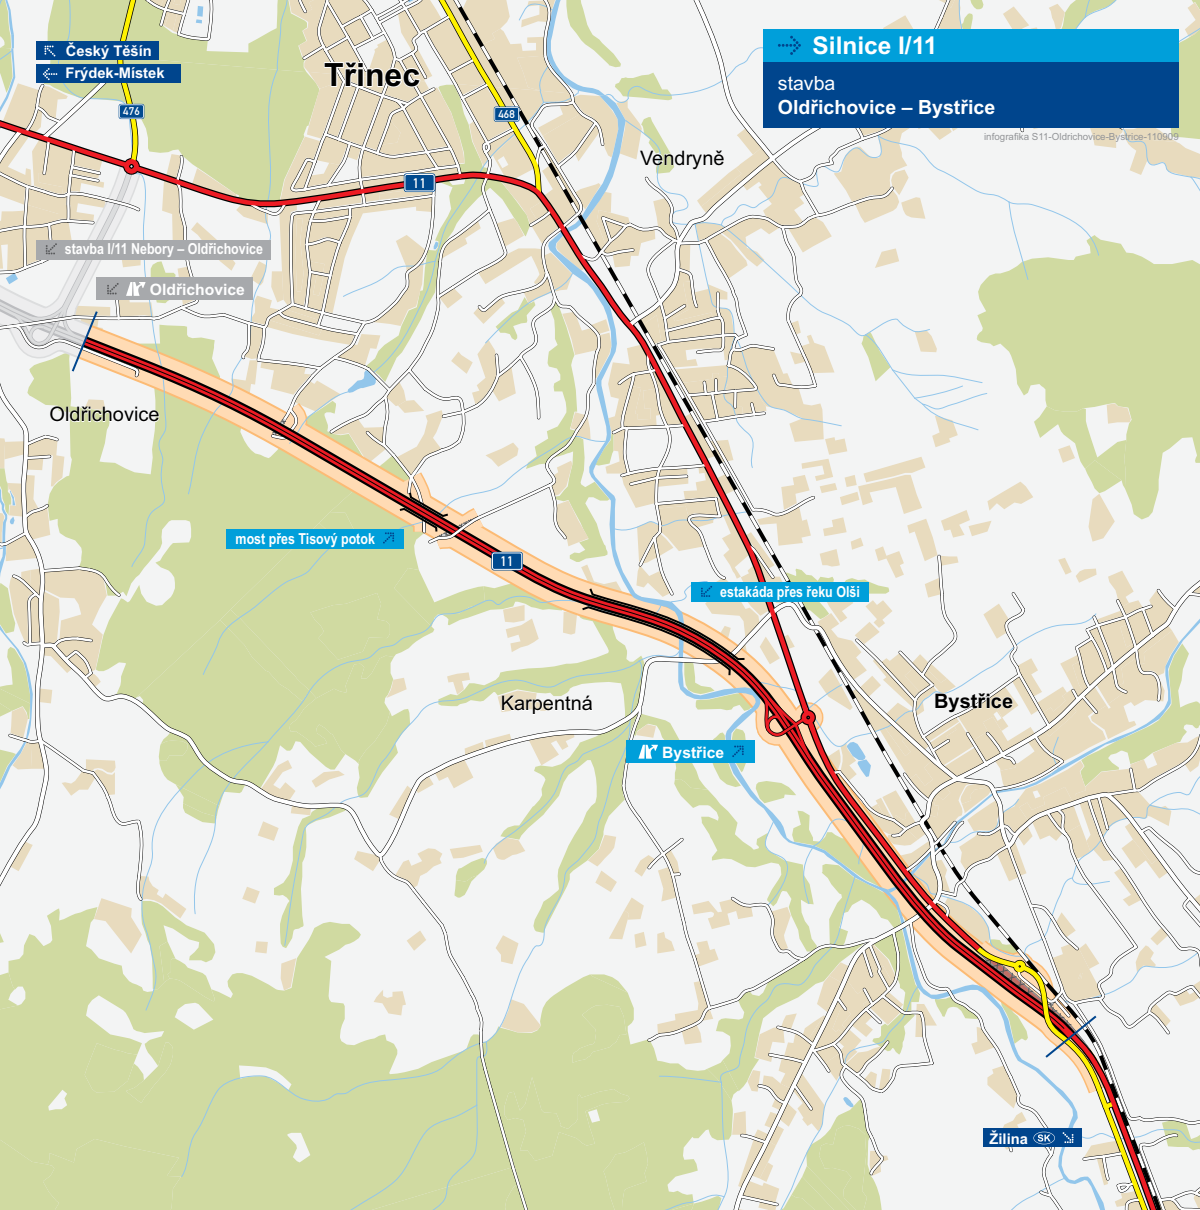 Český Těšín
Frýdek-Místek
476
Třinec
468
Silnice I/11
stavba
Oldřichovice – Bystřice
infografika S11-Oldrichovice-Bystrice-110909
Vendryně
11
stavba I/11 Nebory – Oldřichovice
Oldřichovice
Oldřichovice
most přes Tisový potok
11
estakáda přes řeku Olši
Karpentná
Bystřice
Bystřice
Žilina SK